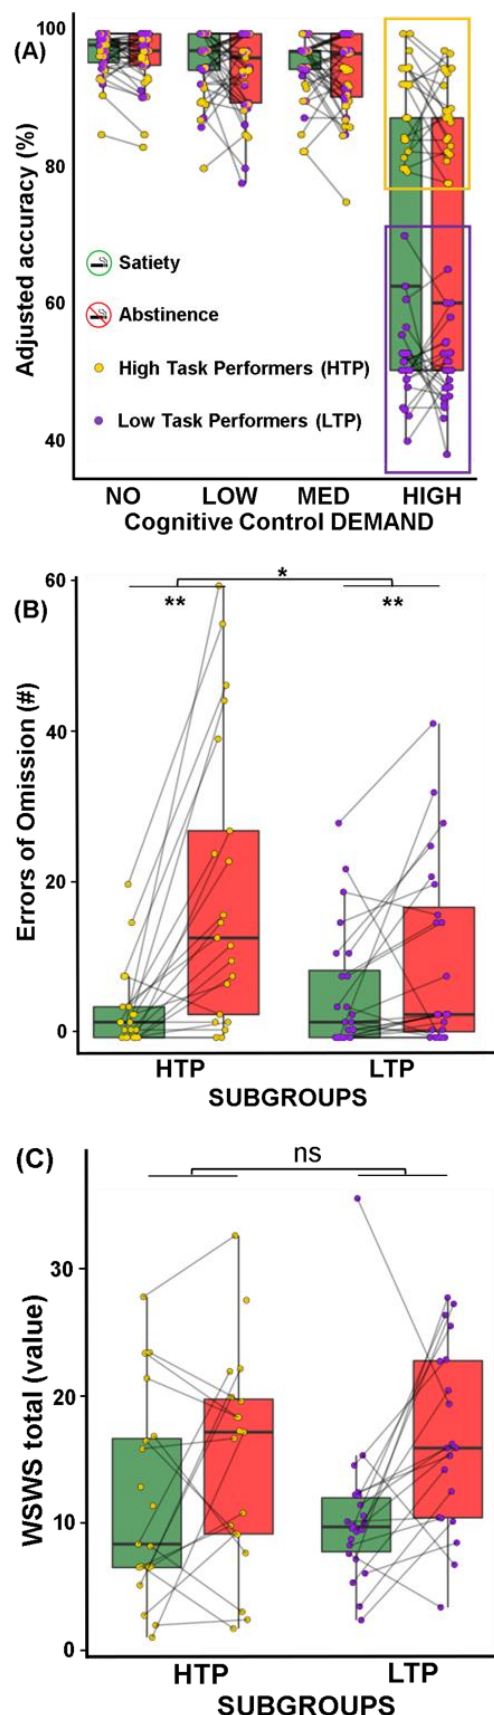 (A)
100
80
60
40
Adjusted accuracy (%)
Satiety
Abstinence
High Task Performers (HTP)
Low Task Performers (LTP)
NO LOW MED HIGH
Cognitive Control DEMAND
(B)
*
** **
60
40
20
0
Errors of Omission (#)
HTP LTP
SUBGROUPS
(C)
ns
30
20
10
0
WSWS total (value)
HTP LTP
SUBGROUPS